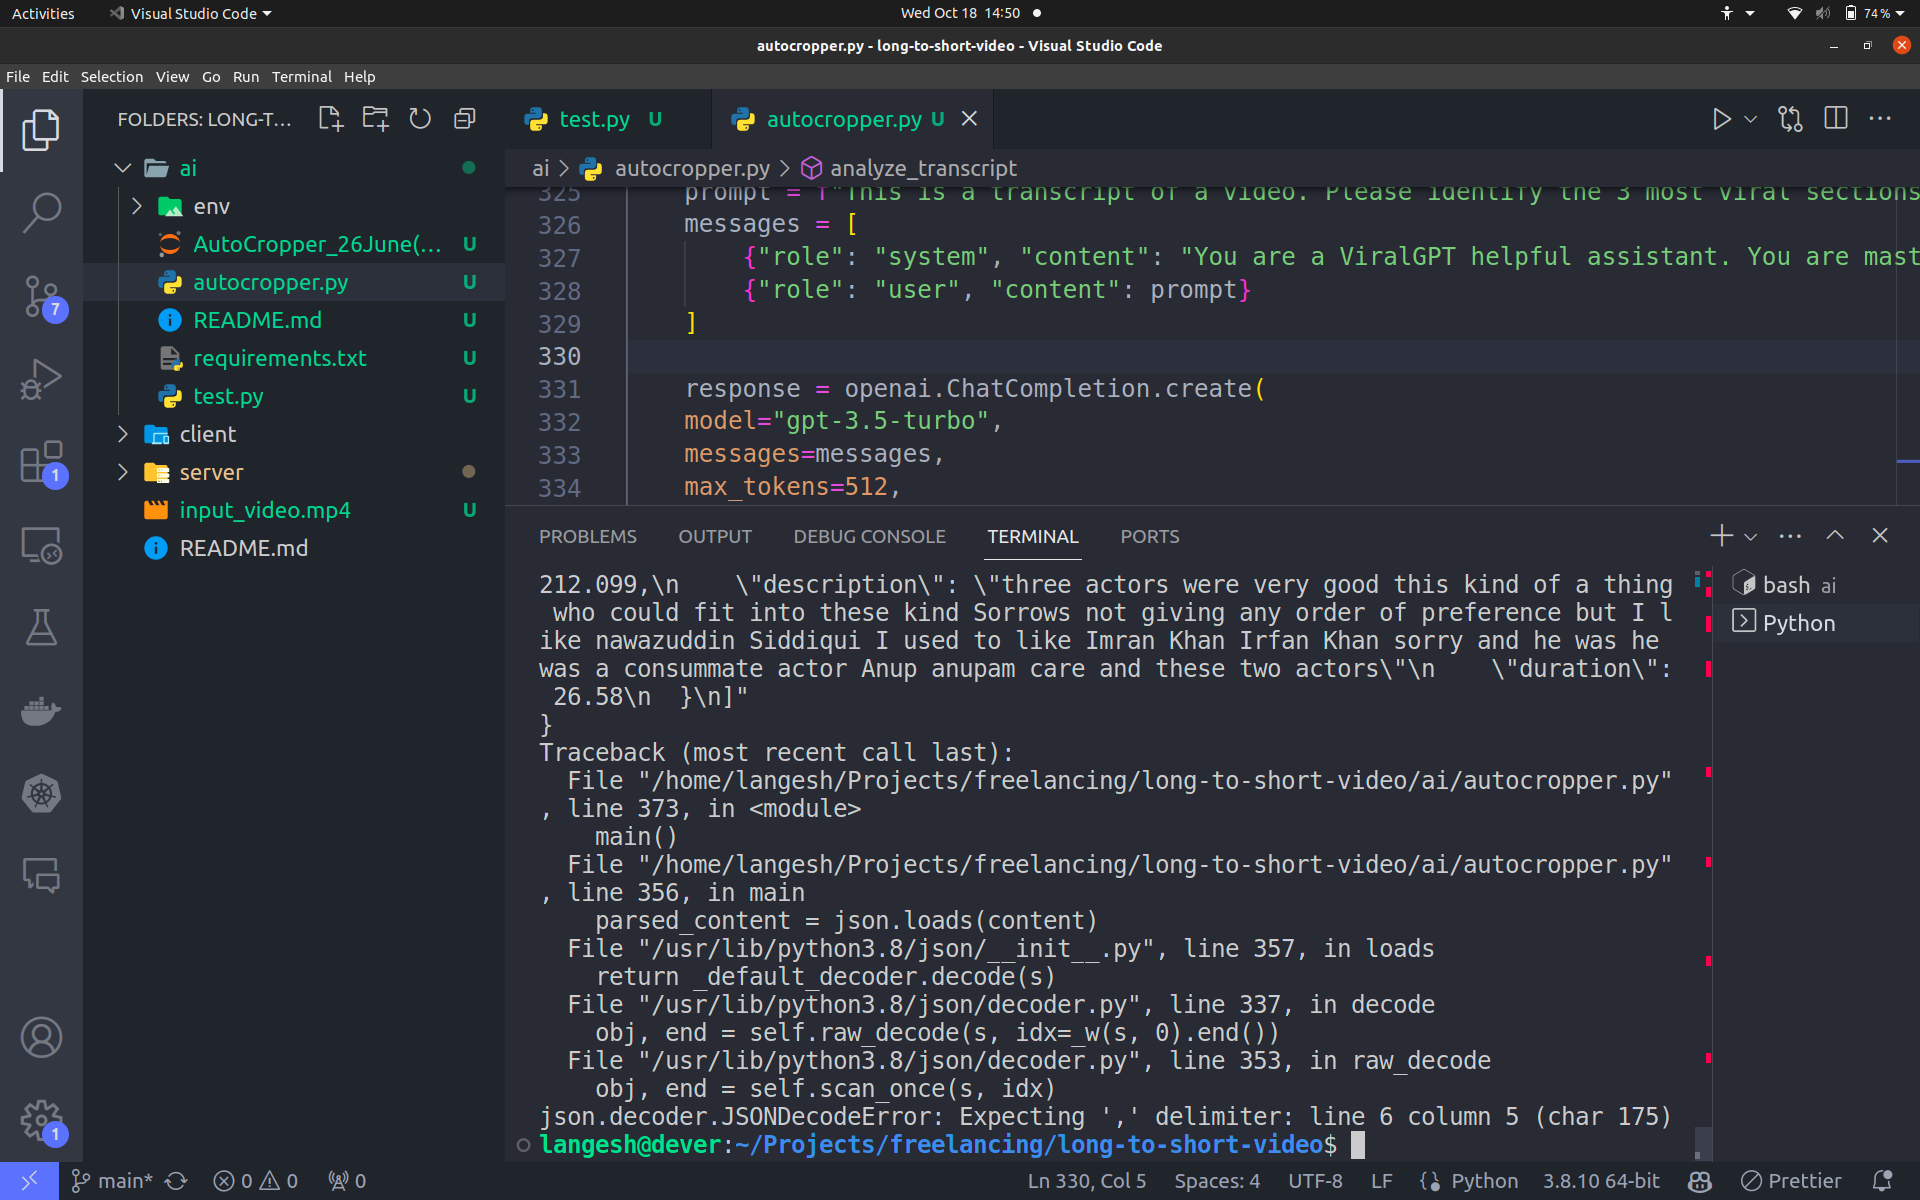 Activities
Visual Studio Code
Wed Oct 18 14:50
74 %
autocropper.py - long-to-short-video - Visual Studio Code
File Edit Selection View Go Run Terminal Help
FOLDERS: LONG-T...
test.py U
autocropper.py U
ai
env
AutoCropper_26June(... U
autocropper.py U
README.md U
requirements.txt U
test.py U
client
server
input_video.mp4 U
README.md
7
1
1
ai > autocropper.py > analyze_transcript
325 prompt = f"This is a transcript of a video. Please identify the 3 most viral sections
326 messages = [
327 {"role": "system", "content": "You are a ViralGPT helpful assistant. You are mast
328 {"role": "user", "content": prompt}
329 ]
330
331 response = openai.ChatCompletion.create(
332 model="gpt-3.5-turbo",
333 messages=messages,
334 max_tokens=512,
PROBLEMS OUTPUT DEBUG CONSOLE TERMINAL PORTS
bash ai
Python
212.099,\n    \"description\": \"three actors were very good this kind of a thing
 who could fit into these kind Sorrows not giving any order of preference but I l
ike nawazuddin Siddiqui I used to like Imran Khan Irfan Khan sorry and he was he
was a consummate actor Anup anupam care and these two actors\"\n    \"duration\":
 26.58\n  }\n]"
}
Traceback (most recent call last):
  File "/home/langesh/Projects/freelancing/long-to-short-video/ai/autocropper.py"
, line 373, in <module>
    main()
  File "/home/langesh/Projects/freelancing/long-to-short-video/ai/autocropper.py"
, line 356, in main
    parsed_content = json.loads(content)
  File "/usr/lib/python3.8/json/__init__.py", line 357, in loads
    return _default_decoder.decode(s)
  File "/usr/lib/python3.8/json/decoder.py", line 337, in decode
    obj, end = self.raw_decode(s, idx=_w(s, 0).end())
  File "/usr/lib/python3.8/json/decoder.py", line 353, in raw_decode
    obj, end = self.scan_once(s, idx)
json.decoder.JSONDecodeError: Expecting ',' delimiter: line 6 column 5 (char 175)
langesh@dever:~/Projects/freelancing/long-to-short-video$
main* 0 0 0
Ln 330, Col 5 Spaces: 4 UTF-8 LF Python 3.8.10 64-bit Prettier